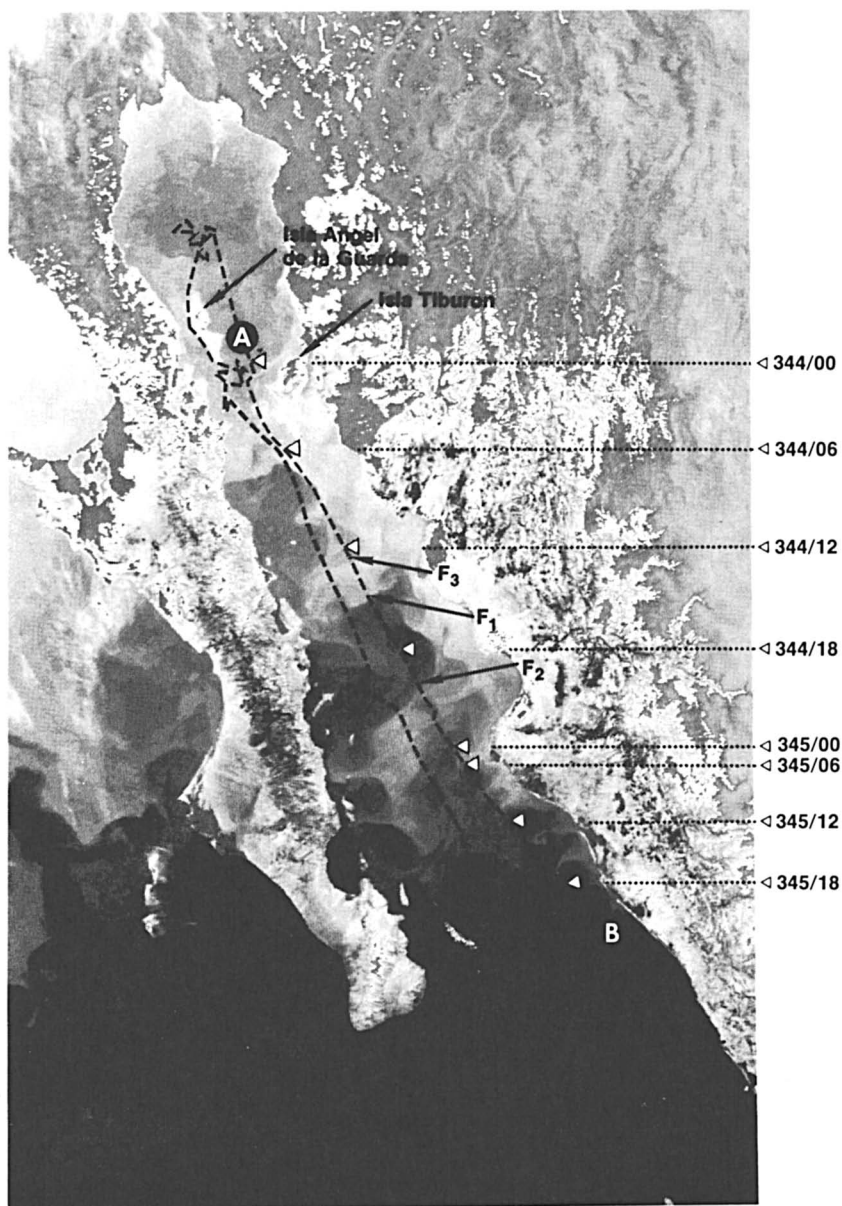 Isla Angel
de la Guarda
Isla Tiburon
A
344/00
344/06
344/12
F₃
F₁
344/18
F₂
345/00
345/06
345/12
345/18
B